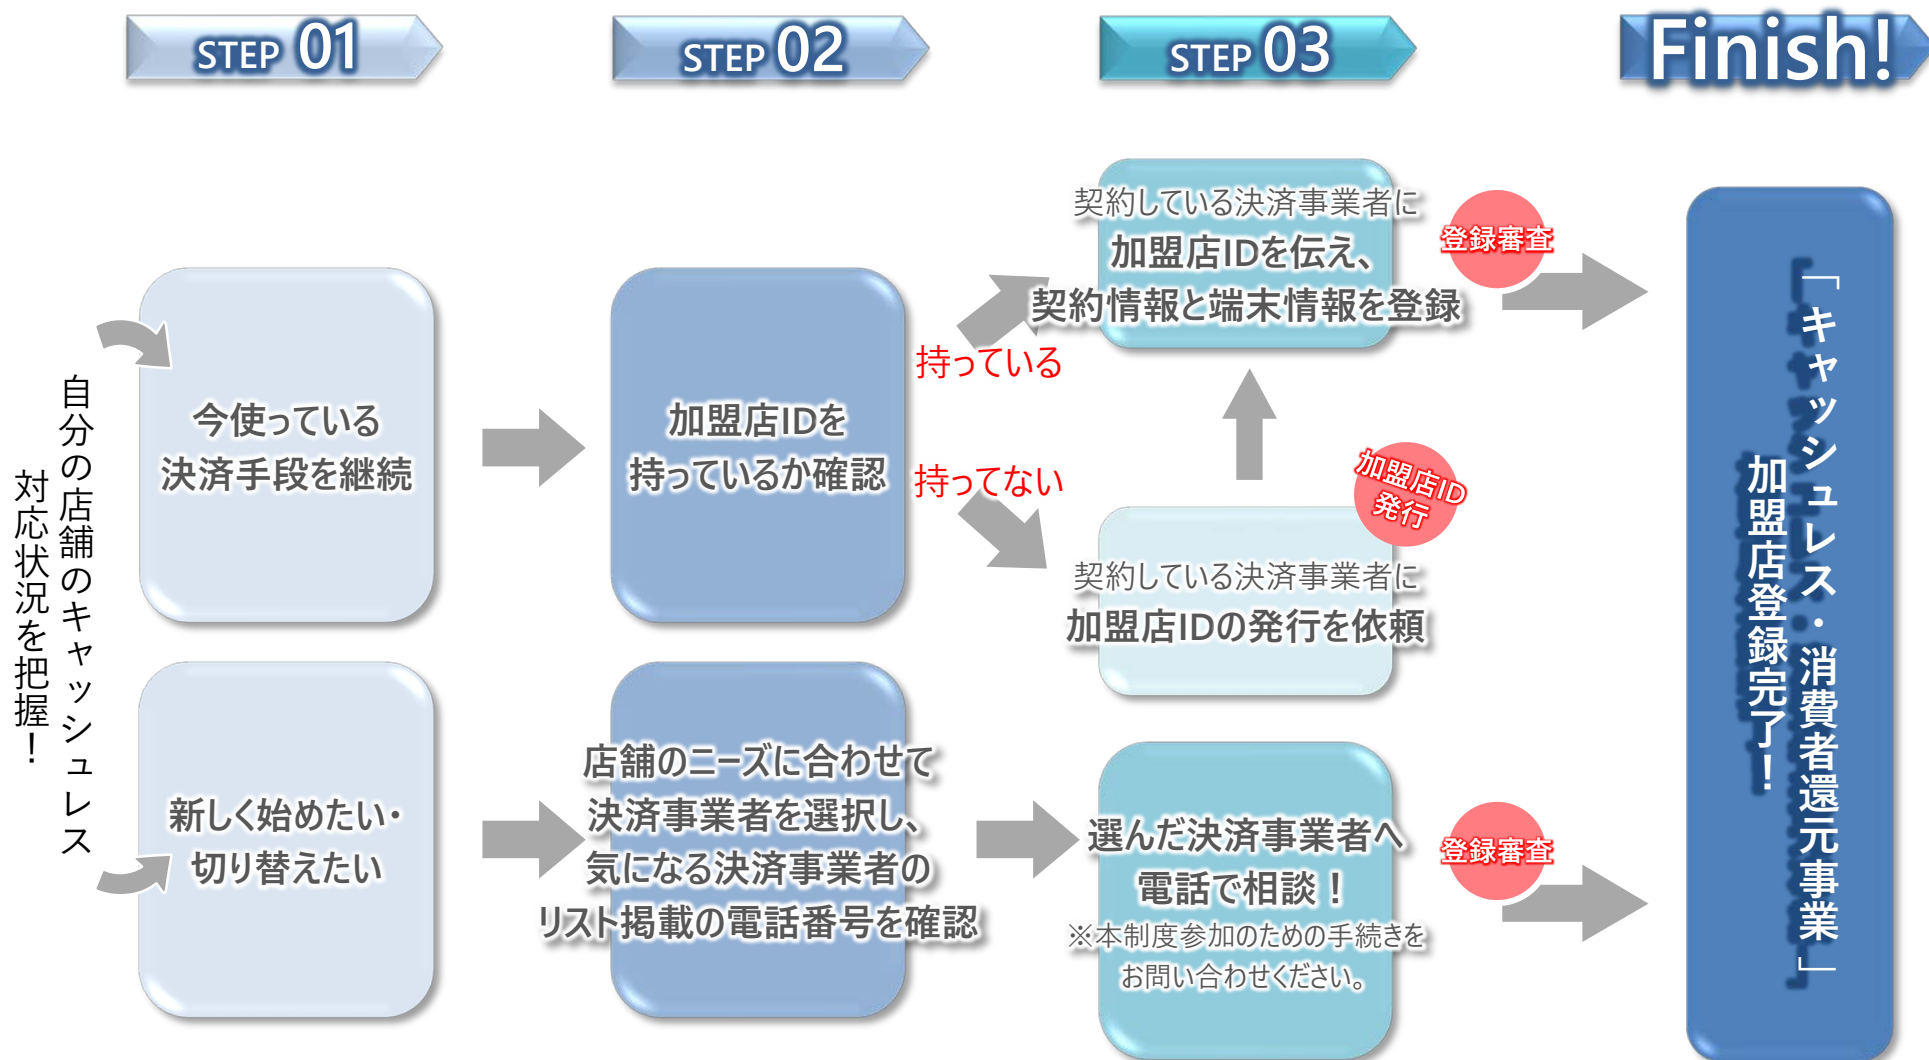 STEP 01
STEP 02
STEP 03
Finish!
自分の店舗のキャッシュレス
対応状況を把握！
今使っている
決済手段を継続
加盟店IDを
持っているか確認
持っている
持ってない
契約している決済事業者に
加盟店IDを伝え、
契約情報と端末情報を登録
登録審査
加盟店ID
発行
契約している決済事業者に
加盟店IDの発行を依頼
新しく始めたい・
切り替えたい
店舗のニーズに合わせて
決済事業者を選択し、
気になる決済事業者の
リスト掲載の電話番号を確認
選んだ決済事業者へ
電話で相談！
※本制度参加のための手続きを
お問い合わせください。
登録審査
「キャッシュレス・消費者還元事業」
加盟店登録完了！